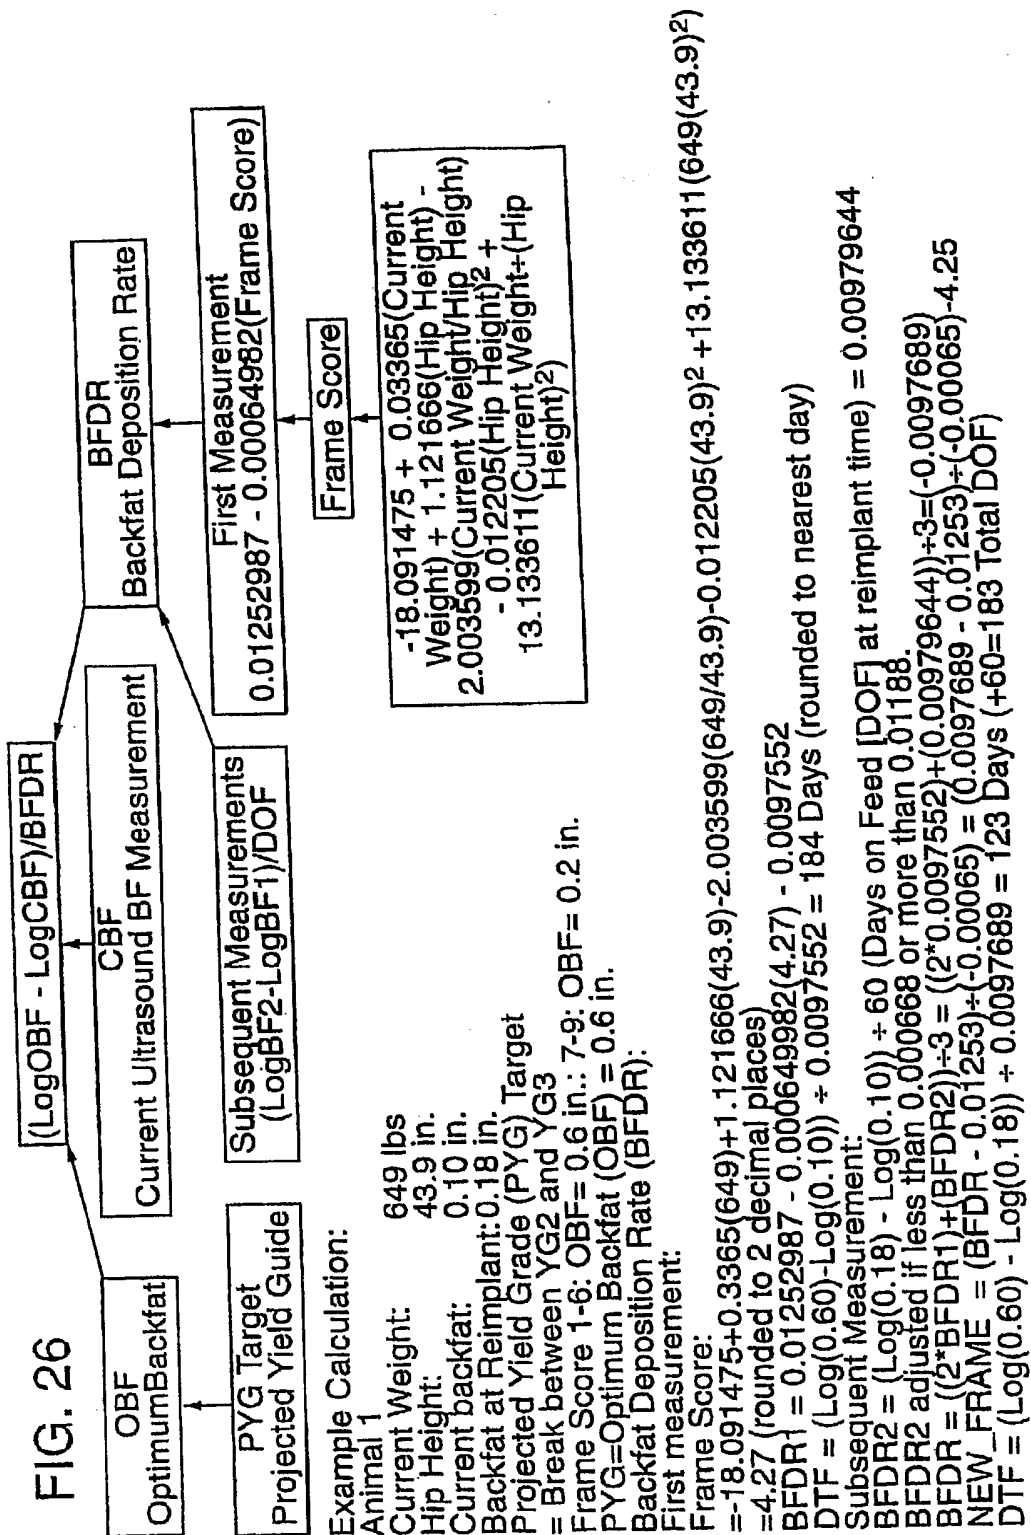 FIG. 26
(LogOBF - LogCBF)/BFDR
OBF
OptimumBackfat
CBF
Current Ultrasound BF Measurement
BFDR
Backfat Deposition Rate
PYG Target
Projected Yield Guide
Subsequent Measurements
(LogBF2-LogBF1)/DOF
First Measurement
0.01252987 - 0.00064982(Frame Score)
Frame Score
-18.091475 + 0.03365(Current
Weight) + 1.121666(Hip Height) -
2.003599(Current Weight/Hip Height)
- 0.012205(Hip Height)² +
13.133611(Current Weight÷(Hip
Height)²)
Example Calculation:
Animal 1
Current Weight: 649 lbs
Hip Height: 43.9 in.
Current backfat: 0.10 in.
Backfat at Reimplant: 0.18 in.
Projected Yield Grade (PYG) Target
= Break between YG2 and YG3
Frame Score 1-6: OBF= 0.6 in.: 7-9: OBF= 0.2 in.
PYG=Optimum Backfat (OBF) = 0.6 in.
Backfat Deposition Rate (BFDR):
First measurement:
Frame Score:
=-18.091475+0.3365(649)+1.121666(43.9)-2.003599(649/43.9)-0.012205(43.9)² +13.133611(649(43.9)²)
=4.27 (rounded to 2 decimal places)
BFDR1 = 0.01252987 - 0.000649982(4.27) - 0.0097552
DTF = (Log(0.60)-Log(0.10)) ÷ 0.0097552 = 184 Days (rounded to nearest day)
Subsequent Measurement:
BFDR2 = (Log(0.18) - Log(0.10)) ÷ 60 (Days on Feed [DOF] at reimplant time) = 0.00979644
BFDR2 adjusted if less than 0.000668 or more than 0.01188.
BFDR = ((2*BFDR1)+(BFDR2))÷3 = ((2*0.0097552)+(0.00979644))÷3=(-0.0097689)
NEW_FRAME = (BFDR - 0.01253)÷(-0.00065) = (0.0097689 - 0.01253)÷(-0.00065)-4.25
DTF = (Log(0.60) - Log(0.18)) ÷ 0.0097689 = 123 Days (+60=183 Total DOF)